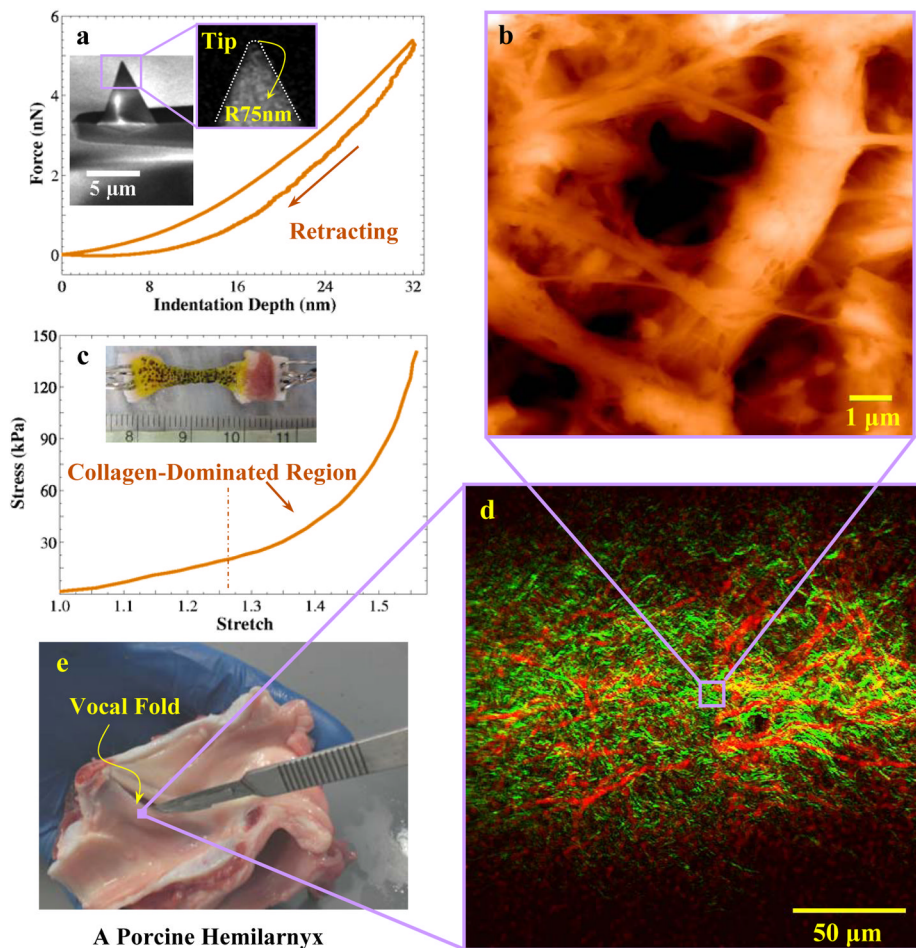 a
Tip
R75nm
5 μm
Retracting
Force (nN)
6
4
2
0
0 8 16 24 32
Indentation Depth (nm)
b
1 μm
c
8 9 10 11
Collagen-Dominated Region
Stress (kPa)
150
120
90
60
30
1.0 1.1 1.2 1.3 1.4 1.5
Stretch
d
50 μm
e
Vocal Fold
A Porcine Hemilarnyx